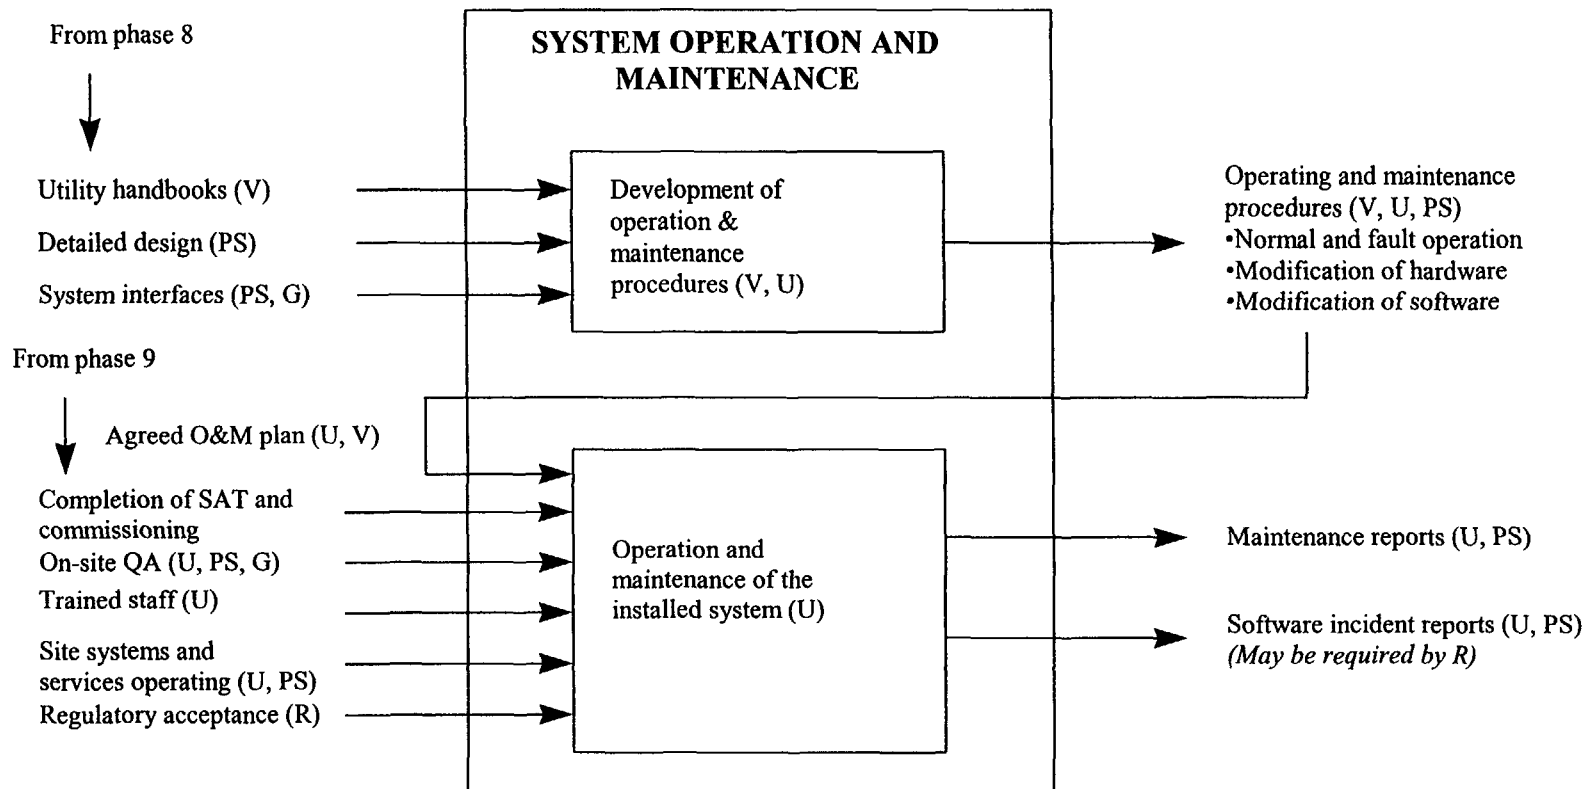 From phase 8
SYSTEM OPERATION AND
MAINTENANCE
Utility handbooks (V)
Detailed design (PS)
System interfaces (PS, G)
Development of
operation &
maintenance
procedures (V, U)
Operating and maintenance
procedures (V, U, PS)
•Normal and fault operation
•Modification of hardware
•Modification of software
From phase 9
Agreed O&M plan (U, V)
Completion of SAT and
commissioning
On-site QA (U, PS, G)
Trained staff (U)
Site systems and
services operating (U, PS)
Regulatory acceptance (R)
Operation and
maintenance of the
installed system (U)
Maintenance reports (U, PS)
Software incident reports (U, PS)
(May be required by R)